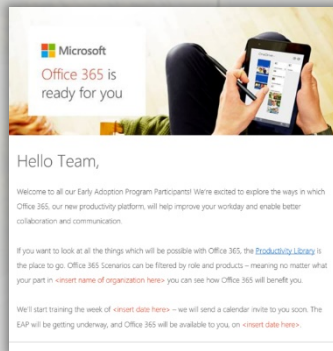 Microsoft
Office 365 is
ready for you
Hello Team,
Welcome to all our Early Adoption Program Participants! We're excited to explore the ways in which
Office 365, our new productivity platform, will help improve your workday and enable better
collaboration and communication.
If you want to look at all the things which will be possible with Office 365, the Productivity Library is
the place to go. Office 365 Scenarios can be filtered by role and products – meaning no matter what
your part in <insert name of organization here> you can see how Office 365 will benefit you.
We'll start training the week of <insert date here> – we will send a calendar invite to you soon. The
EAP will be getting underway, and Office 365 will be available to you, on <insert date here>.